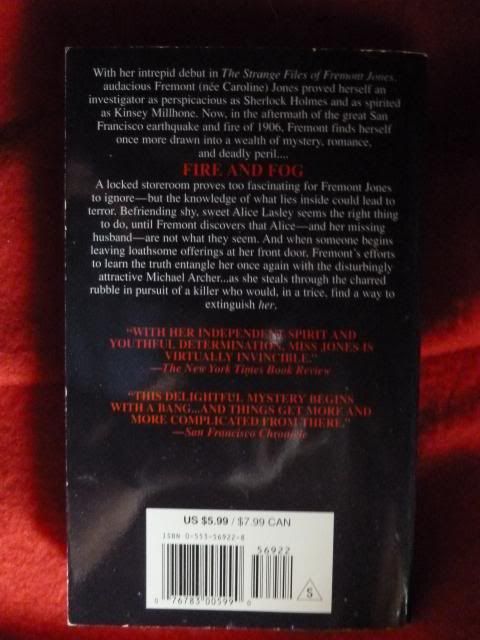 With her intrepid debut in The Strange Files of Fremont Jones,
audacious Fremont (née Caroline) Jones proved herself an
investigator as perspicacious as Sherlock Holmes and as spirited
as Kinsey Millhone. Now, in the aftermath of the great San
Francisco earthquake and fire of 1906, Fremont finds herself
once more drawn into a wealth of mystery, romance,
and deadly peril....
FIRE AND FOG
A locked storeroom proves too fascinating for Fremont Jones
to ignore—but the knowledge of what lies inside could lead to
terror. Befriending shy, sweet Alice Lasley seems the right thing
to do, until Fremont discovers that Alice—and her missing
husband—are not what they seem. And when someone begins
leaving loathsome offerings at her front door, Fremont's efforts
to learn the truth entangle her once again with the disturbingly
attractive Michael Archer...as she steals through the charred
rubble in pursuit of a killer who would, in a trice, find a way to
extinguish her.
"WITH HER INDEPENDENT SPIRIT AND
YOUTHFUL DETERMINATION, MISS JONES IS
VIRTUALLY INVINCIBLE."
—The New York Times Book Review
"THIS DELIGHTFUL MYSTERY BEGINS
WITH A BANG...AND THINGS GET MORE AND
MORE COMPLICATED FROM THERE."
—San Francisco Chronicle
US $5.99 / $7.99 CAN
ISBN 0-553-56922-8
56922
0 76783 00599 0
S